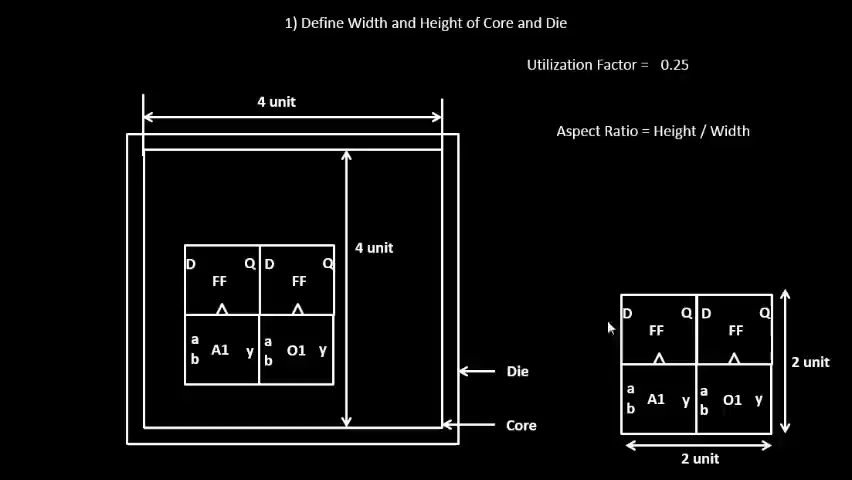 1) Define Width and Height of Core and Die
Utilization Factor = 0.25
4 unit
Aspect Ratio = Height / Width
4 unit
D Q D Q
FF FF
a A1 y a O1 y
b b
Die
Core
D Q D Q
FF FF
a A1 y a O1 y
b b
2 unit
2 unit